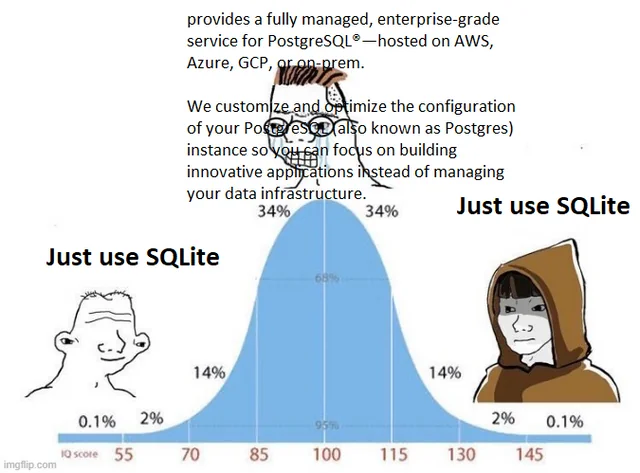 provides a fully managed, enterprise-grade
service for PostgreSQL®—hosted on AWS,
Azure, GCP, or on-prem.
We customize and optimize the configuration
of your PostgreSQL (also known as Postgres)
instance so you can focus on building
innovative applications instead of managing
your data infrastructure.
34% 34%
Just use SQLite
Just use SQLite
68%
14% 14%
0.1% 2% 95% 2% 0.1%
IQ score 55 70 85 100 115 130 145
imgflip.com